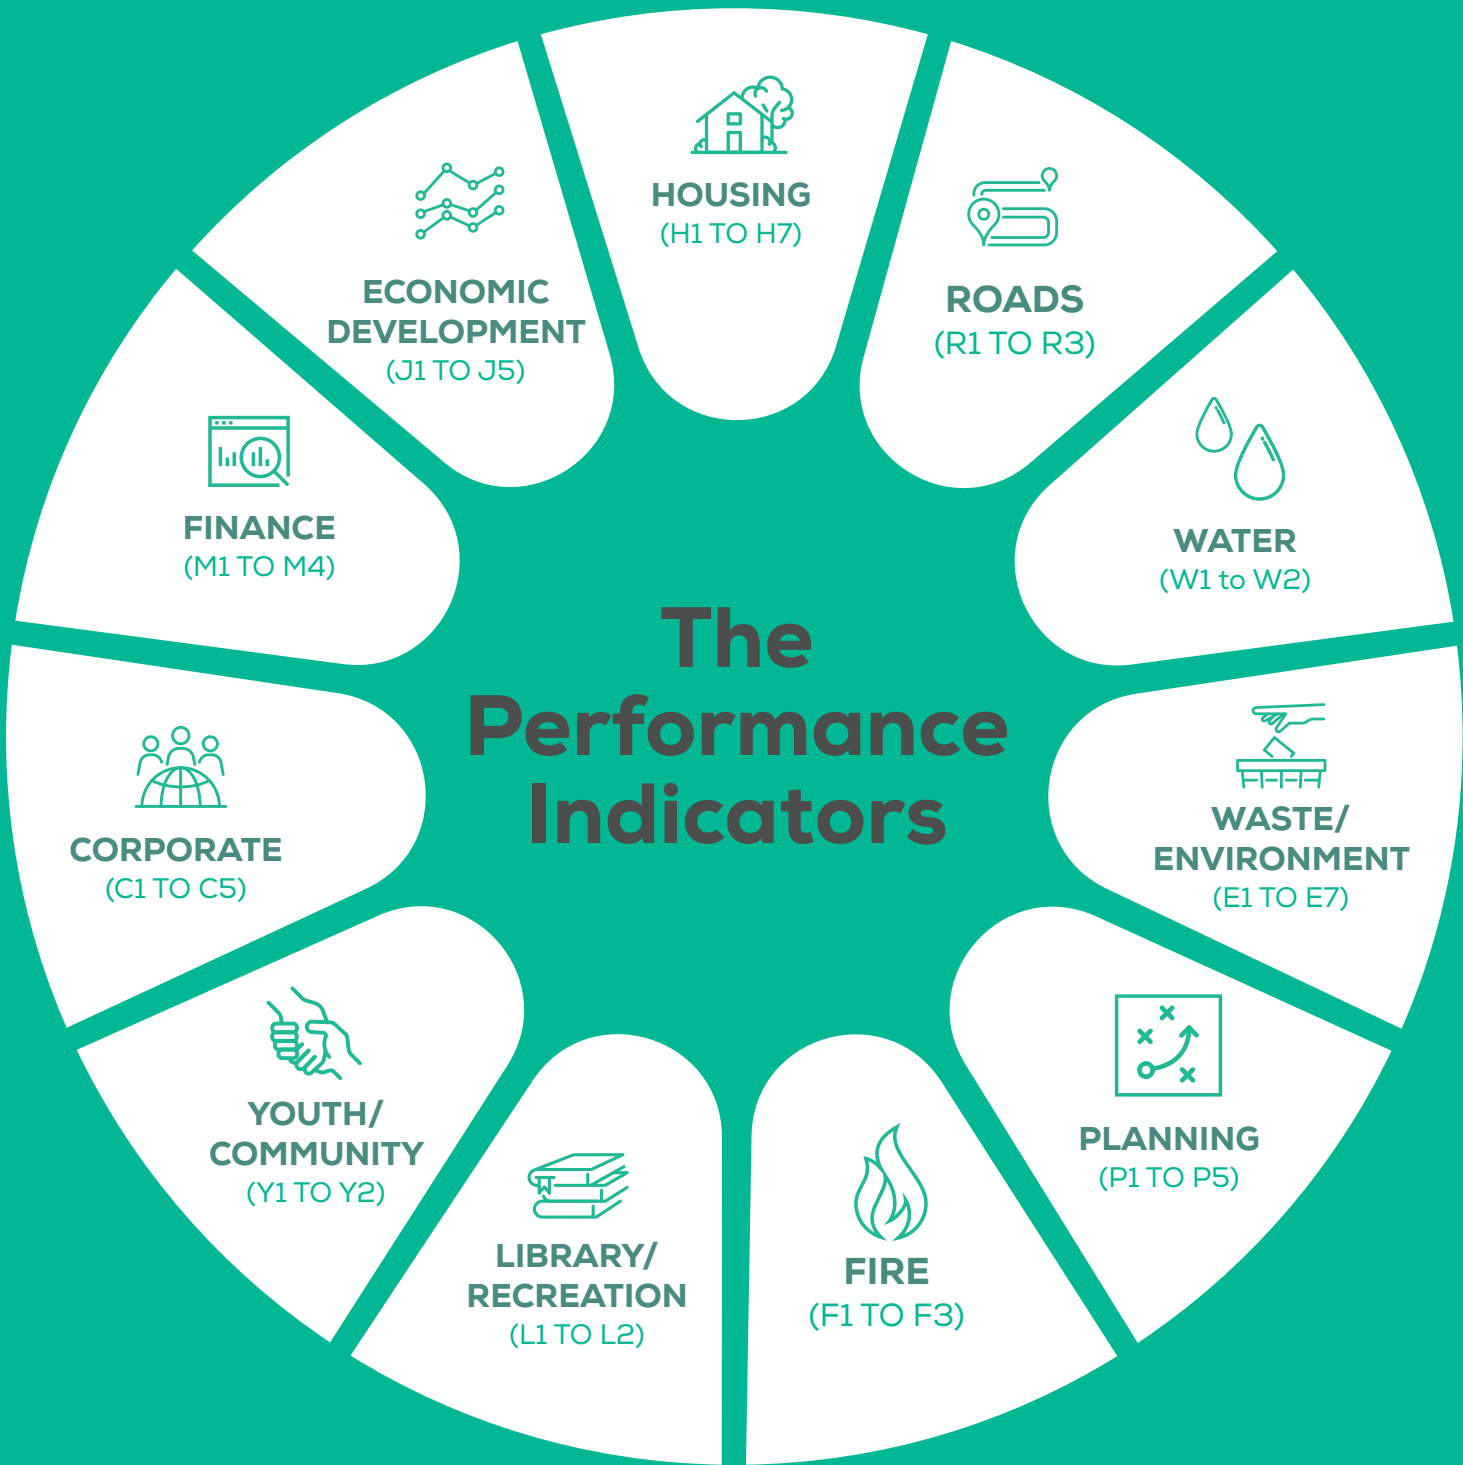 The
Performance
Indicators
HOUSING
(H1 TO H7)
ROADS
(R1 TO R3)
WATER
(W1 to W2)
WASTE/
ENVIRONMENT
(E1 TO E7)
PLANNING
(P1 TO P5)
FIRE
(F1 TO F3)
LIBRARY/
RECREATION
(L1 TO L2)
YOUTH/
COMMUNITY
(Y1 TO Y2)
CORPORATE
(C1 TO C5)
FINANCE
(M1 TO M4)
ECONOMIC
DEVELOPMENT
(J1 TO J5)